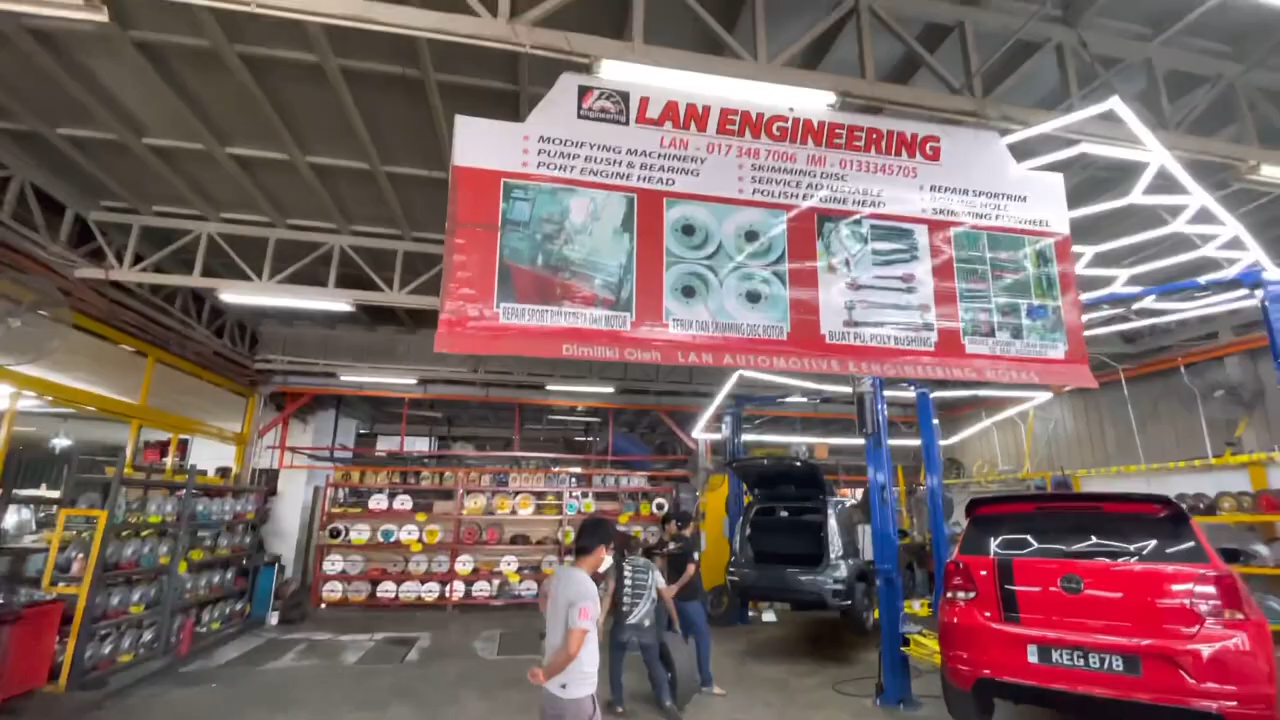 engineering
LAN ENGINEERING
LAN - 017 348 7006 IMI - 0133345705
* MODIFYING MACHINERY
* PUMP BUSH & BEARING
* PORT ENGINE HEAD
* SKIMMING DISC
* SERVICE ADJUSTABLE
* POLISH ENGINE HEAD
* REPAIR SPORTRIM
* BOILING HOLE
* SKIMMING FLYWHEEL
REPAIR SPORT RIM KERETA DAN MOTOR
TEBUK DAN SKIMMING DISC ROTOR
BUAT PU, POLY BUSHING
Dimiliki Oleh LAN AUTOMOTIVE & ENGINEERING WORKS
KEG 878